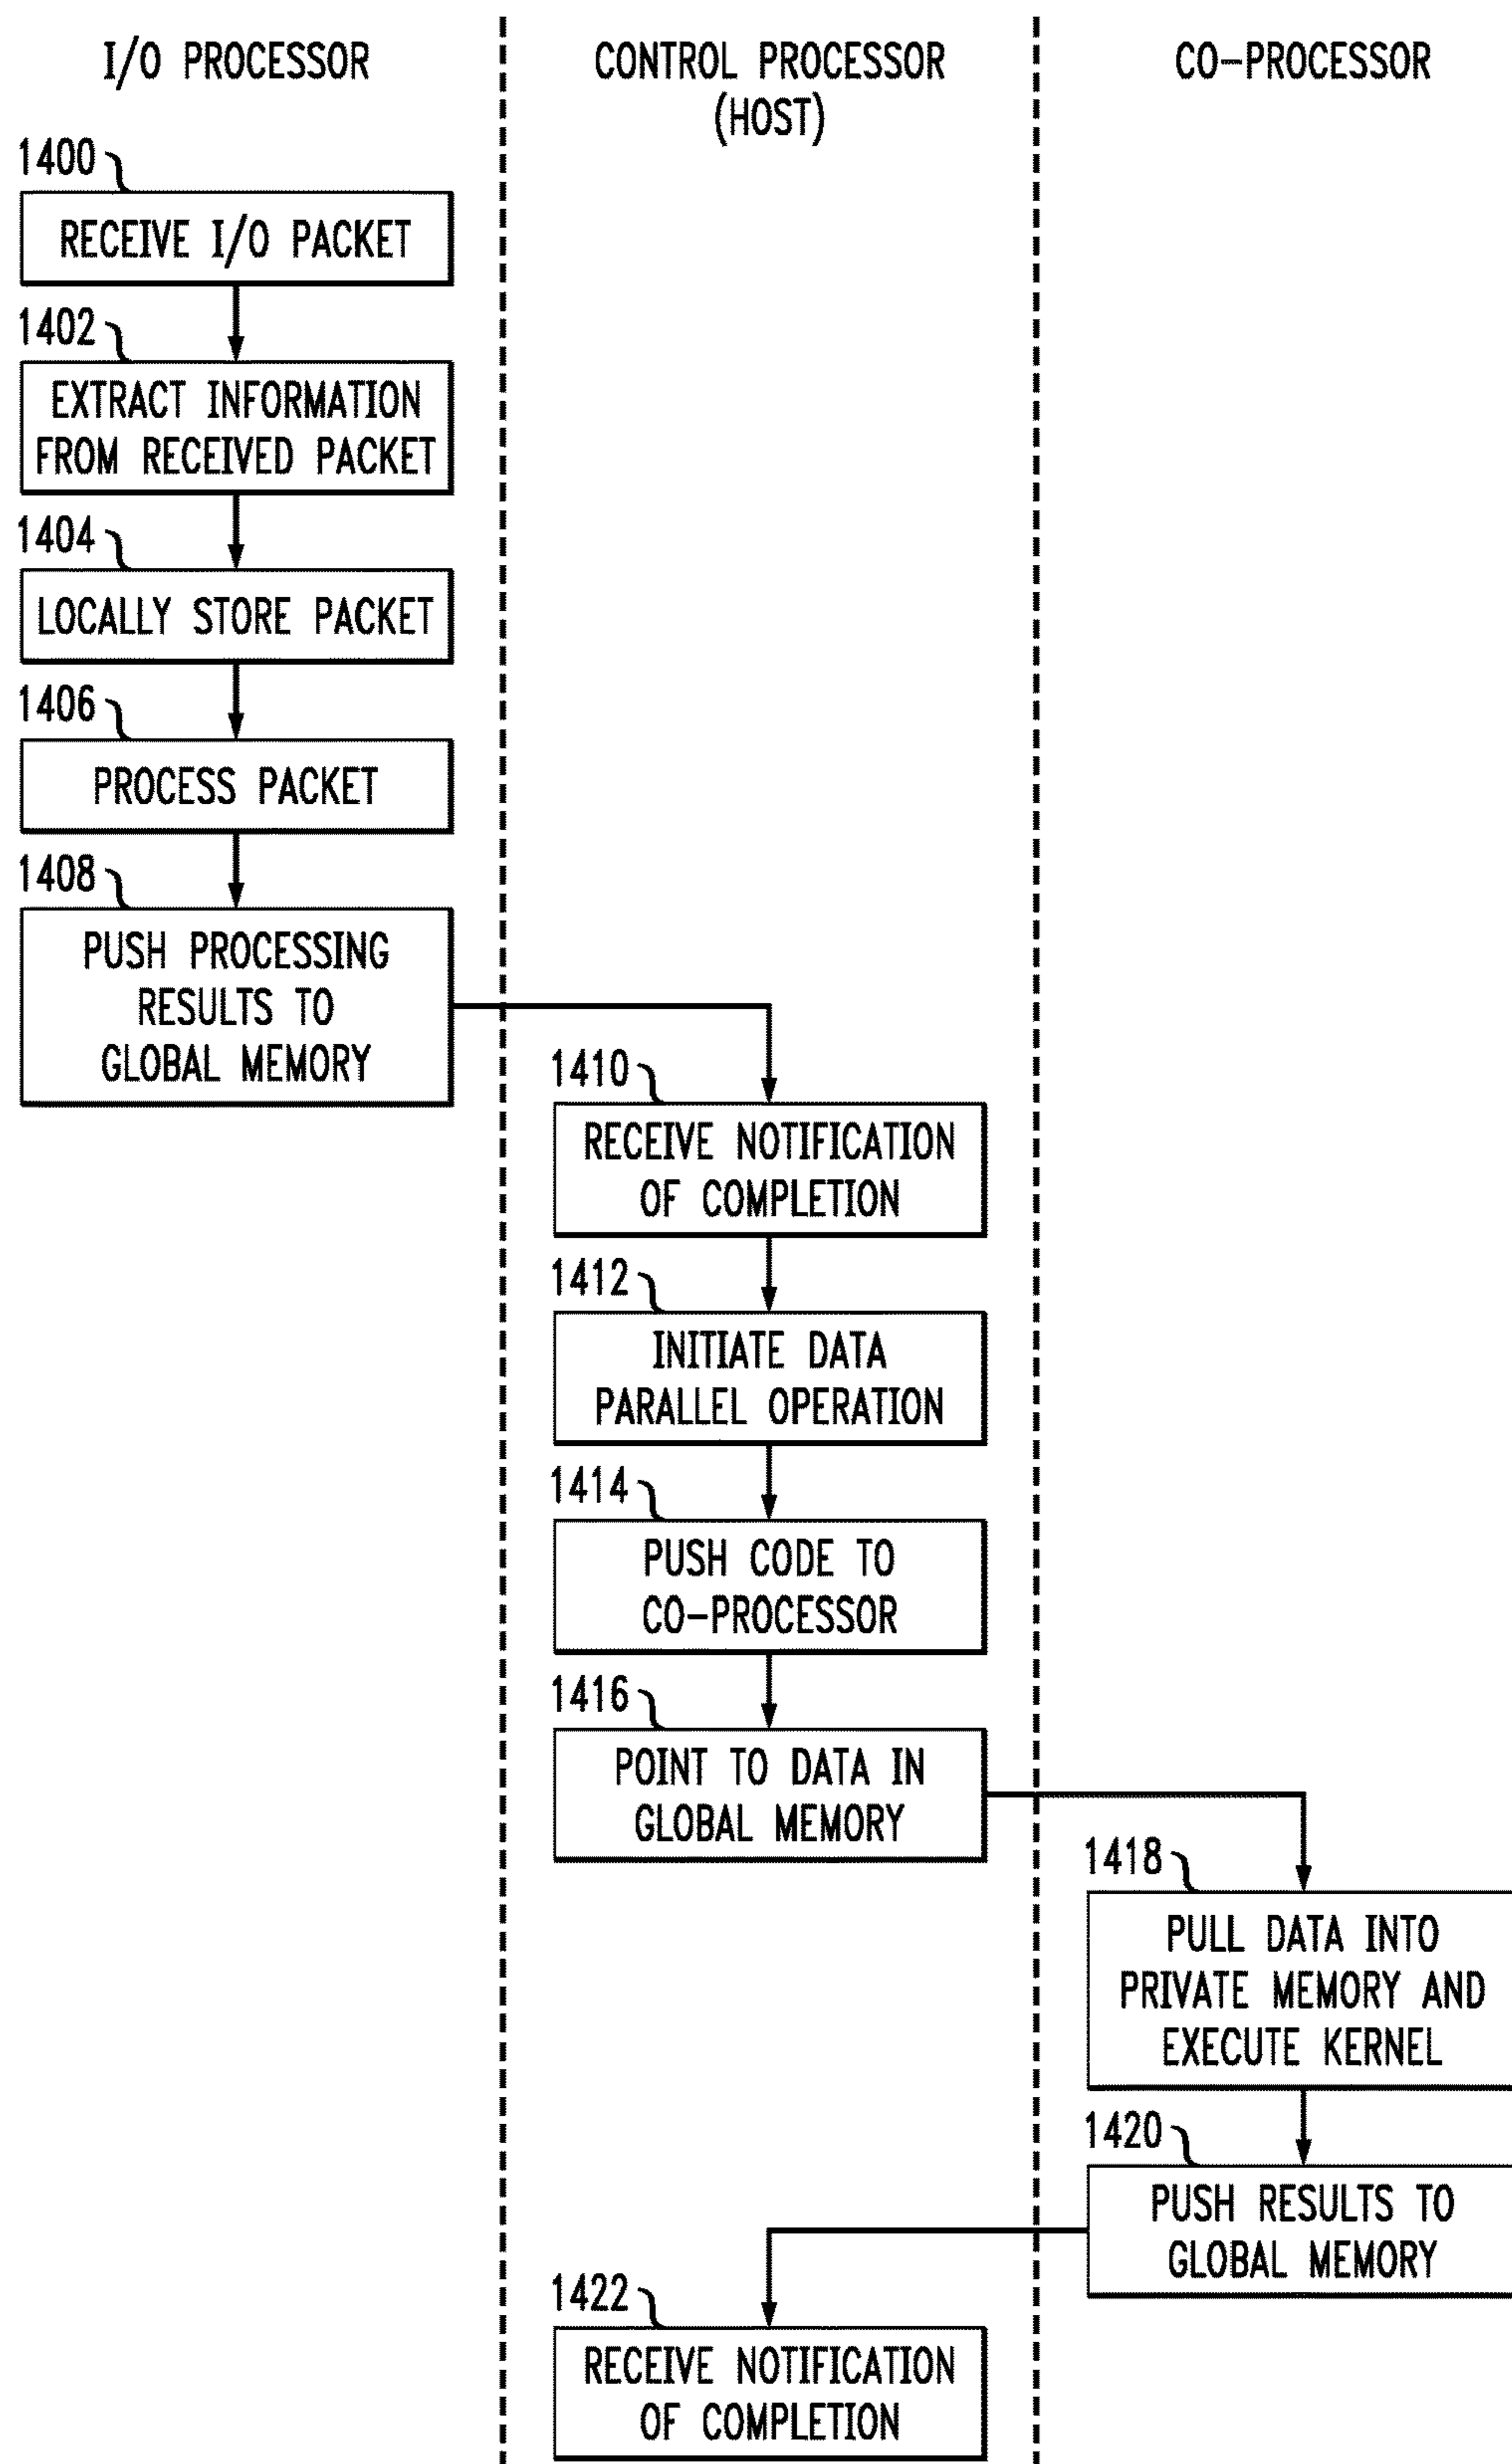 I/O PROCESSOR
CONTROL PROCESSOR
(HOST)
CO-PROCESSOR
1400
RECEIVE I/O PACKET
1402
EXTRACT INFORMATION
FROM RECEIVED PACKET
1404
LOCALLY STORE PACKET
1406
PROCESS PACKET
1408
PUSH PROCESSING
RESULTS TO
GLOBAL MEMORY
1410
RECEIVE NOTIFICATION
OF COMPLETION
1412
INITIATE DATA
PARALLEL OPERATION
1414
PUSH CODE TO
CO-PROCESSOR
1416
POINT TO DATA IN
GLOBAL MEMORY
1418
PULL DATA INTO
PRIVATE MEMORY AND
EXECUTE KERNEL
1420
PUSH RESULTS TO
GLOBAL MEMORY
1422
RECEIVE NOTIFICATION
OF COMPLETION